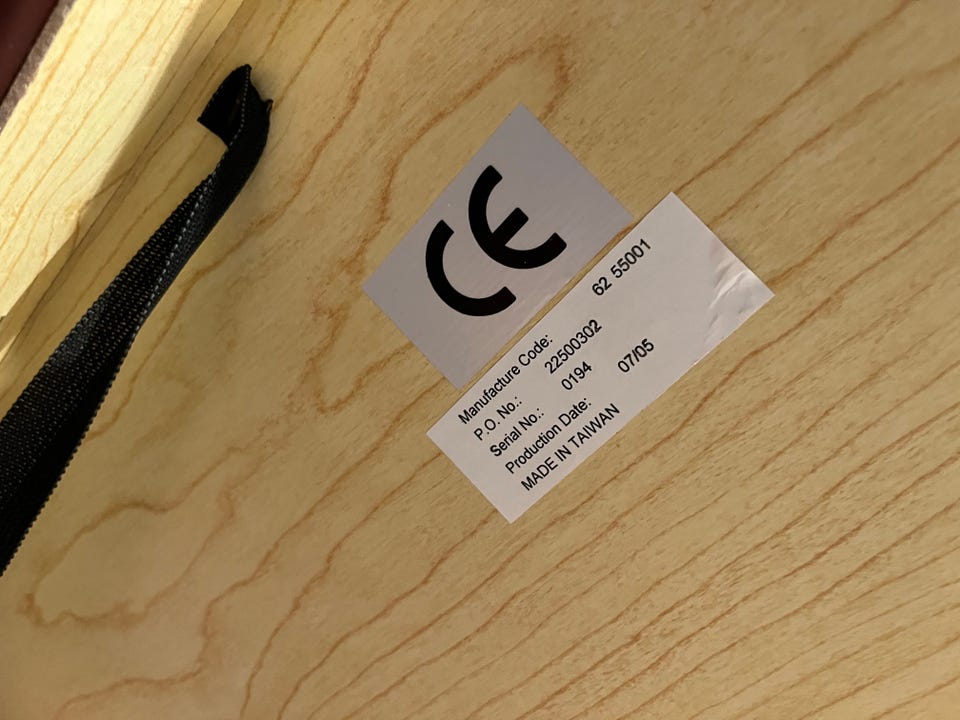 CE
Manufacture Code: 62 55001
P.O. No.: 22500302
Serial No.: 0194
Production Date: 07/05
MADE IN TAIWAN